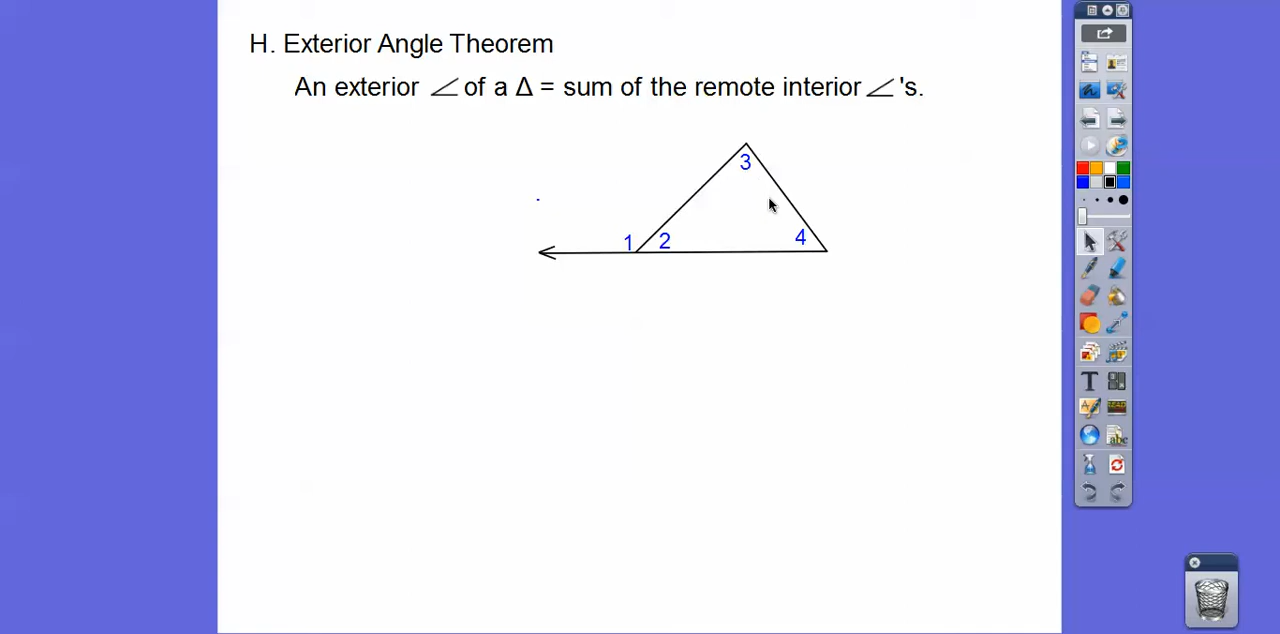 H. Exterior Angle Theorem
An exterior ∠ of a Δ = sum of the remote interior ∠'s.
3
1 2 4